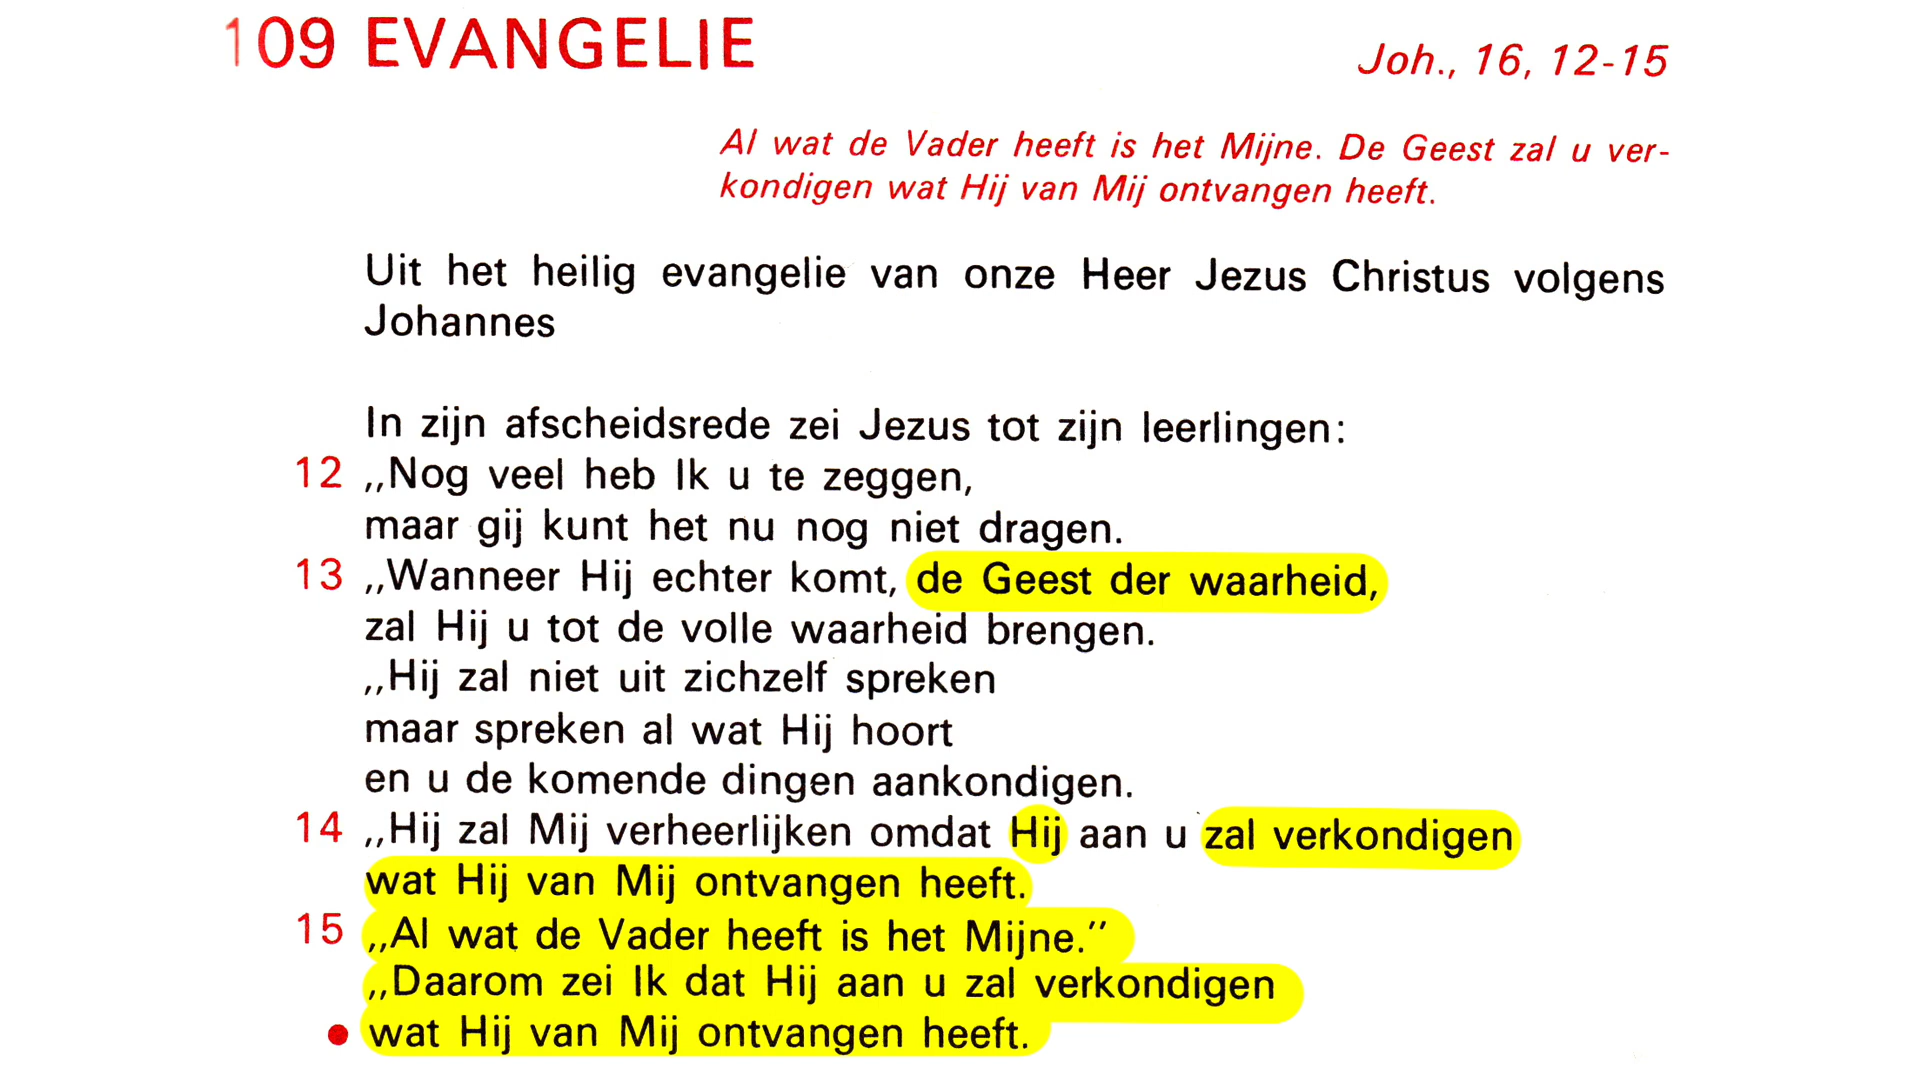 109 EVANGELIE
Joh., 16, 12-15
Al wat de Vader heeft is het Mijne. De Geest zal u ver-
kondigen wat Hij van Mij ontvangen heeft.
Uit het heilig evangelie van onze Heer Jezus Christus volgens
Johannes
In zijn afscheidsrede zei Jezus tot zijn leerlingen:
12 ,,Nog veel heb Ik u te zeggen,
maar gij kunt het nu nog niet dragen.
13 ,,Wanneer Hij echter komt, de Geest der waarheid,
zal Hij u tot de volle waarheid brengen.
,,Hij zal niet uit zichzelf spreken
maar spreken al wat Hij hoort
en u de komende dingen aankondigen.
14 ,,Hij zal Mij verheerlijken omdat Hij aan u zal verkondigen
wat Hij van Mij ontvangen heeft.
15 ,,Al wat de Vader heeft is het Mijne.''
,,Daarom zei Ik dat Hij aan u zal verkondigen
• wat Hij van Mij ontvangen heeft.